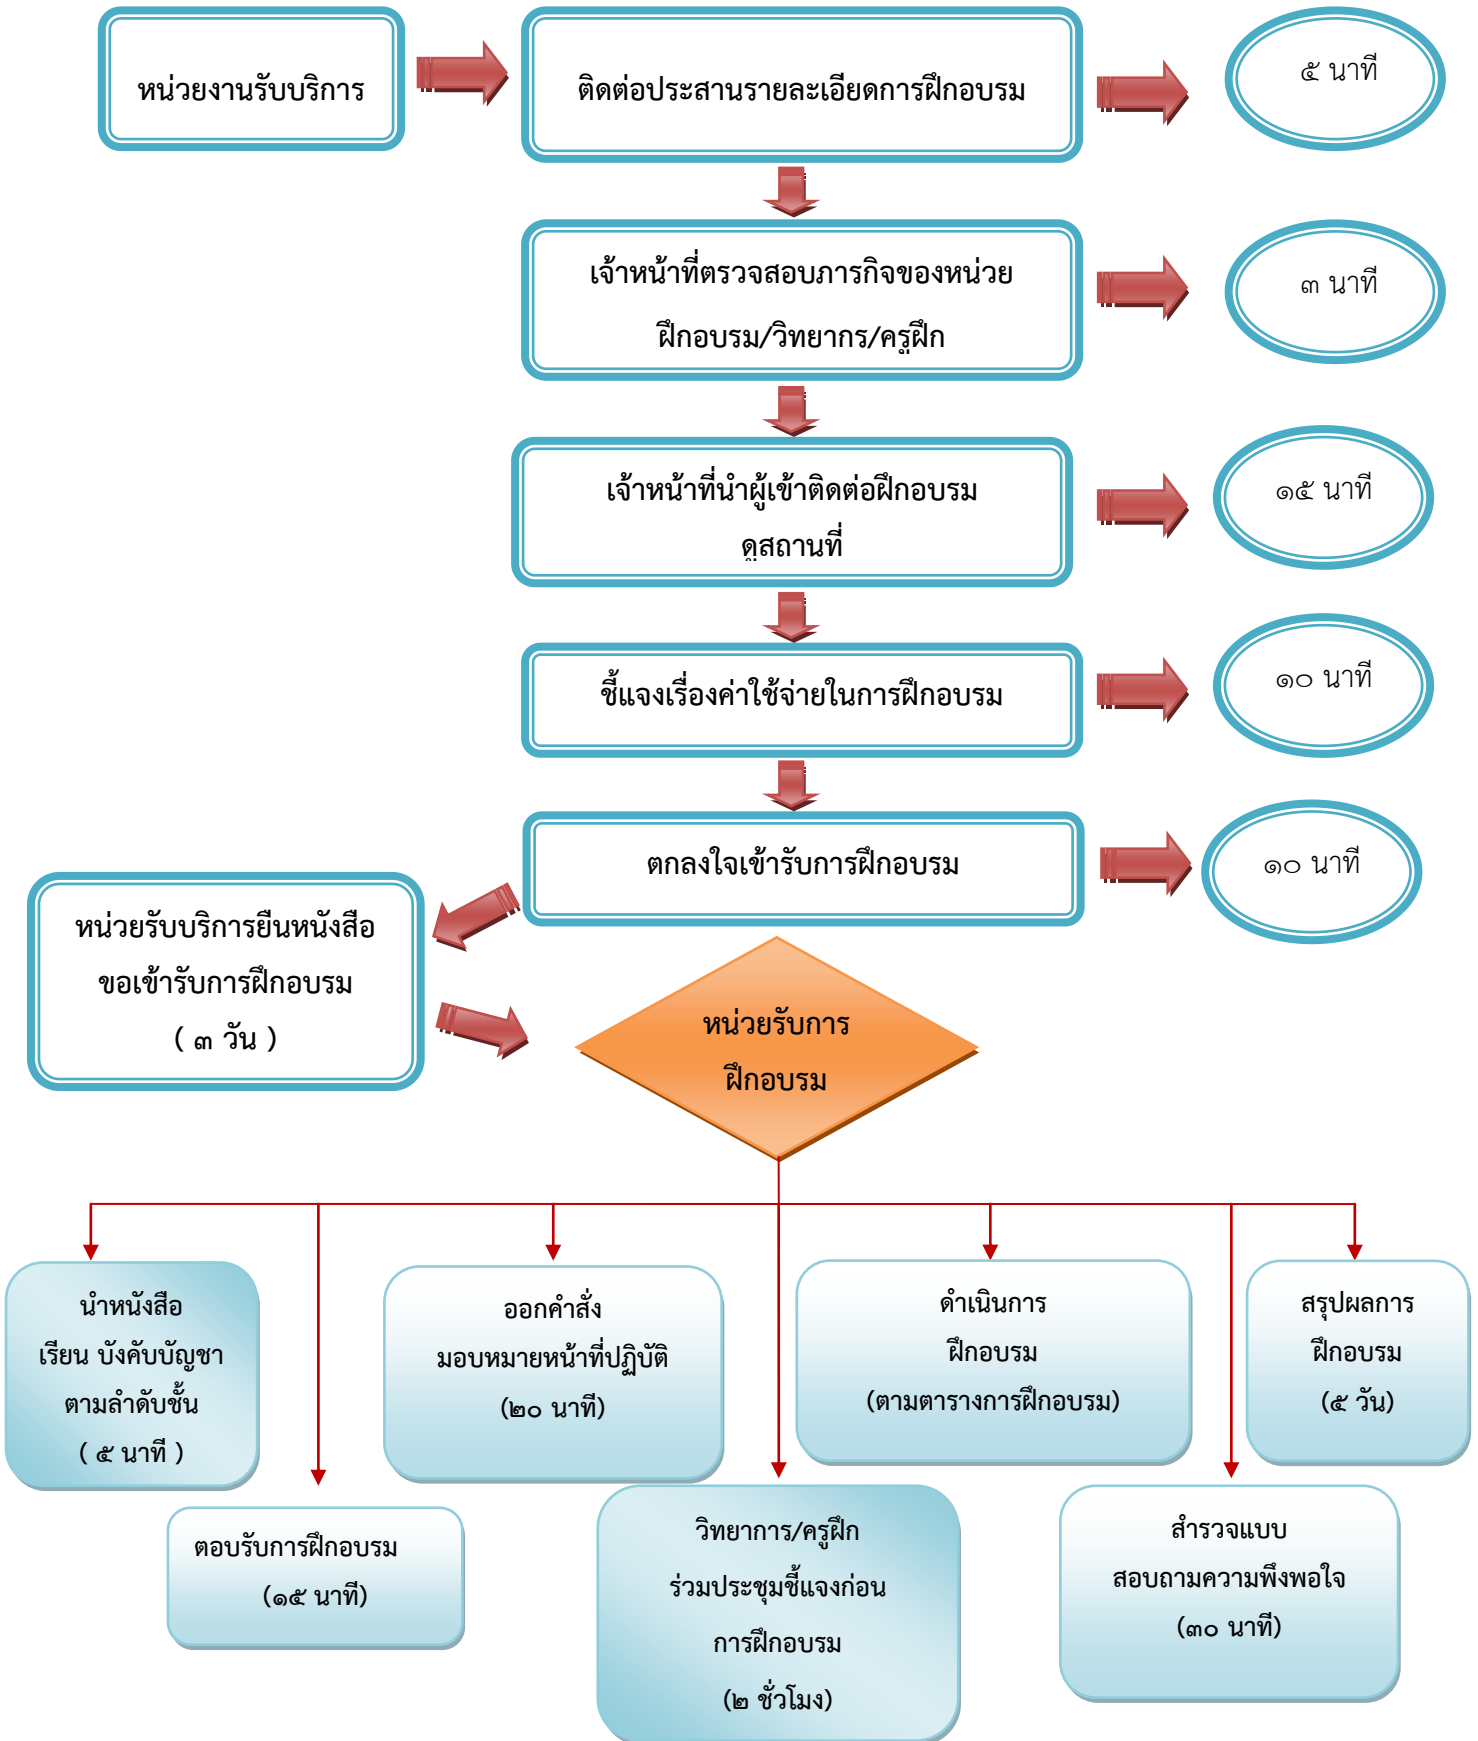 หน่วยงานรับบริการ
ติดต่อประสานรายละเอียดการฝึกอบรม
๕ นาที
เจ้าหน้าที่ตรวจสอบภารกิจของหน่วย
ฝึกอบรม/วิทยากร/ครูฝึก
๓ นาที
เจ้าหน้าที่นำผู้เข้าติดต่อฝึกอบรม
ดูสถานที่
๑๕ นาที
ชี้แจงเรื่องค่าใช้จ่ายในการฝึกอบรม
๑๐ นาที
ตกลงใจเข้ารับการฝึกอบรม
๑๐ นาที
หน่วยรับบริการยืนหนังสือ
ขอเข้ารับการฝึกอบรม
( ๓ วัน )
หน่วยรับการ
ฝึกอบรม
นำหนังสือ
เรียน บังคับบัญชา
ตามลำดับชั้น
( ๕ นาที )
ตอบรับการฝึกอบรม
(๑๕ นาที)
ออกคำสั่ง
มอบหมายหน้าที่ปฏิบัติ
(๒๐ นาที)
วิทยาการ/ครูฝึก
ร่วมประชุมชี้แจงก่อน
การฝึกอบรม
(๒ ชั่วโมง)
ดำเนินการ
ฝึกอบรม
(ตามตารางการฝึกอบรม)
สำรวจแบบ
สอบถามความพึงพอใจ
(๓๐ นาที)
สรุปผลการ
ฝึกอบรม
(๕ วัน)